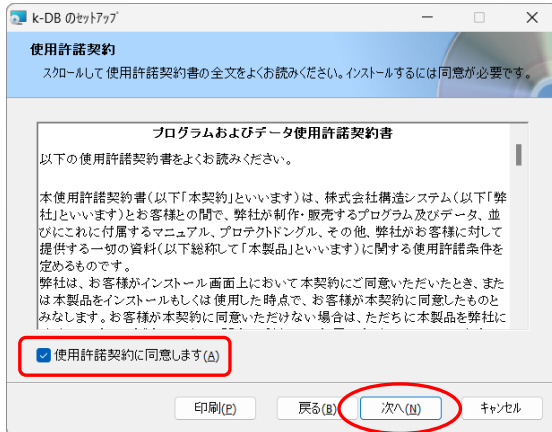 k-DB のセットアップ
使用許諾契約
スクロールして使用許諾契約書の全文をよくお読みください。インストールするには同意が必要です。
プログラムおよびデータ使用許諾契約書
以下の使用許諾契約書をよくお読みください。
本使用許諾契約書(以下「本契約」といいます)は、株式会社構造システム(以下「弊
社」といいます)とお客様との間で、弊社が制作・販売するプログラム及びデータ、並
びにこれに付属するマニュアル、プロテクトドングル、その他、弊社がお客様に対して
提供する一切の資料(以下総称して「本製品」といいます)に関する使用許諾条件を
定めるものです。
弊社は、お客様がインストール画面上において本契約にご同意いただいたとき、また
は本製品をインストールもしくは使用した時点で、お客様が本契約に同意したものと
みなします。お客様が本契約に同意いただけない場合は、ただちに本製品を弊社に
使用許諾契約に同意します(A)
印刷(P)
戻る(B)
次へ(N)
キャンセル